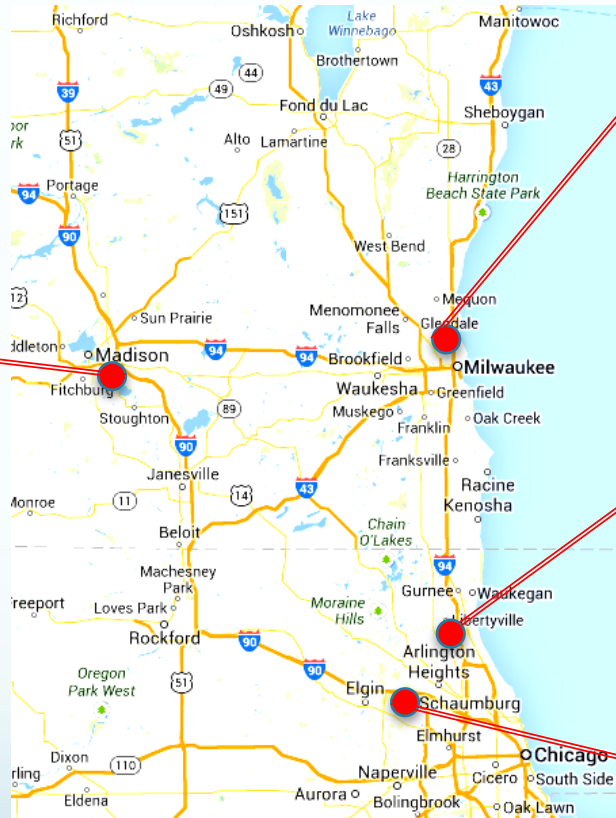 Richford
Manitowoc
Lake
Winnebago
Oshkosh
Brothertown
44
39
49
43
Fond du Lac
Sheboygan
51
Alto
Lamartine
28
Harrington
Beach State Park
Portage
94
151
90
West Bend
12
Mequon
Sun Prairie
Menomonee
Falls
Madison
94
94
Brookfield
Milwaukee
Fitchburg
Waukesha
Greenfield
Stoughton
89
Muskego
Oak Creek
Franklin
90
Franksville
Janesville
Racine
43
14
11
Kenosha
Beloit
Chain
O'Lakes
Machesney
Park
94
Gurnee
Waukegan
Loves Park
Moraine
Hills
Rockford
Arlington
Heights
90
90
Oregon
Park West
51
Elgin
Schaumburg
Elmhurst
Dixon
110
Chicago
Naperville
Cicero
South Side
Aurora
Eldena
Bolingbrook
Oak Lawn